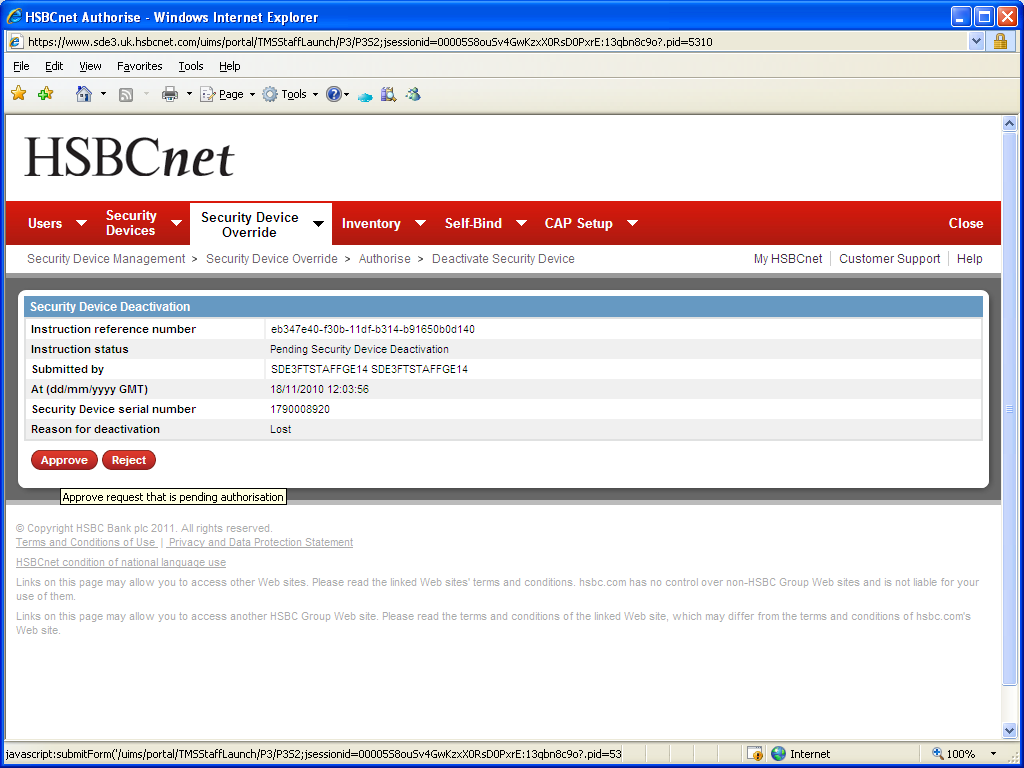 HSBCnet Authorise - Windows Internet Explorer
https://www.sde3.uk.hsbcnet.com/uims/portal/TMSStaffLaunch/P3/P3S2;jsessionid=0000S8ouSv4GwKzxX0RsD0PxrE:13qbn8c9o?.pid=5310
File Edit View Favorites Tools Help
Page Tools
HSBCnet
Users Security Devices Security Device Override Inventory Self-Bind CAP Setup Close
Security Device Management > Security Device Override > Authorise > Deactivate Security Device My HSBCnet Customer Support Help
Security Device Deactivation
Instruction reference number eb347e40-f30b-11df-b314-b91650b0d140
Instruction status Pending Security Device Deactivation
Submitted by SDE3FTSTAFFGE14 SDE3FTSTAFFGE14
At (dd/mm/yyyy GMT) 18/11/2010 12:03:56
Security Device serial number 1790008920
Reason for deactivation Lost
Approve Reject
Approve request that is pending authorisation
© Copyright HSBC Bank plc 2011. All rights reserved.
Terms and Conditions of Use | Privacy and Data Protection Statement
HSBCnet condition of national language use
Links on this page may allow you to access other Web sites. Please read the linked Web sites' terms and conditions. hsbc.com has no control over non-HSBC Group Web sites and is not liable for your
use of them.
Links on this page may allow you to access another HSBC Group Web site. Please read the terms and conditions of the linked Web site, which may differ from the terms and conditions of hsbc.com's
Web site.
javascript:submitForm('/uims/portal/TMSStaffLaunch/P3/P3S2;jsessionid=0000S8ouSv4GwKzxX0RsD0PxrE:13qbn8c9o?.pid=53 Internet 100%